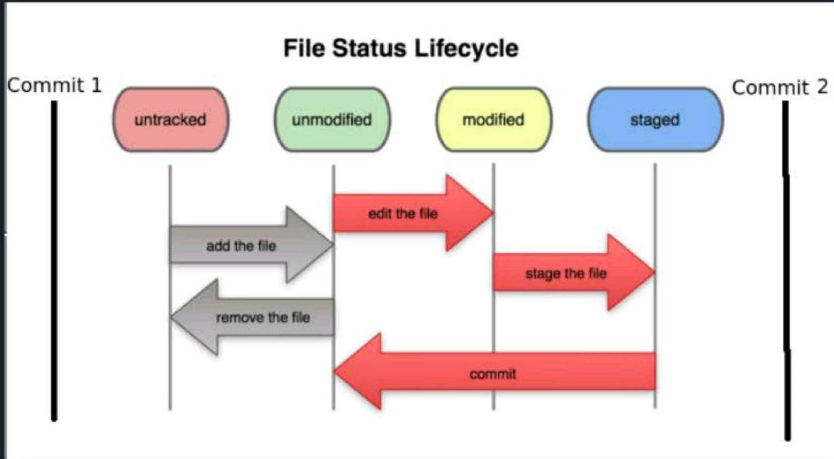 File Status Lifecycle
Commit 1
Commit 2
untracked
unmodified
modified
staged
edit the file
add the file
stage the file
remove the file
commit